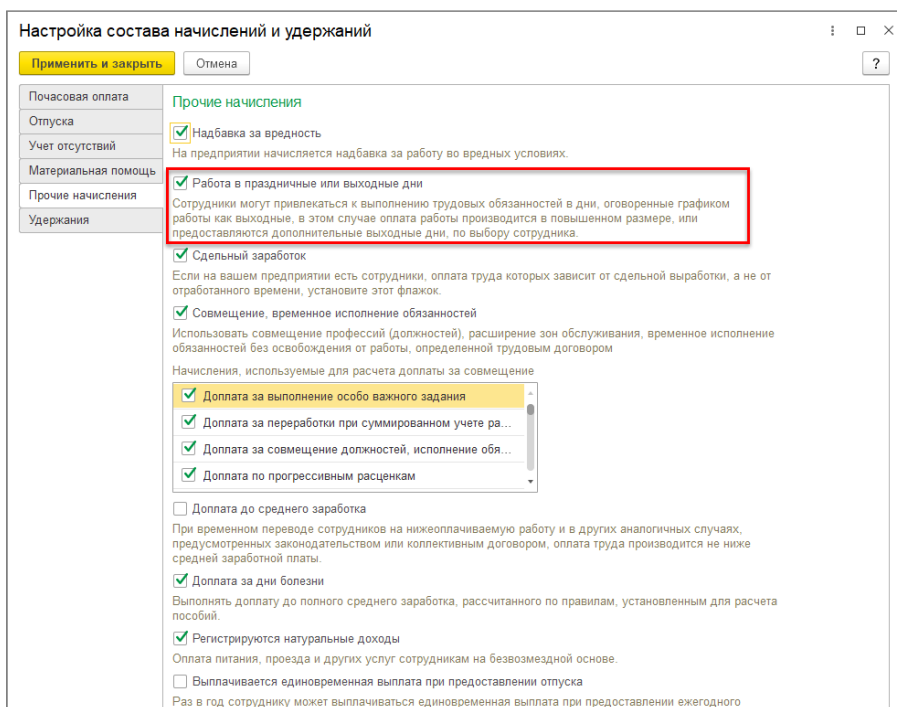 Настройка состава начислений и удержаний
Применить и закрыть
Отмена
?
Почасовая оплата
Отпуска
Учет отсутствий
Материальная помощь
Прочие начисления
Удержания
Прочие начисления
Надбавка за вредность
На предприятии начисляется надбавка за работу во вредных условиях.
Работа в праздничные или выходные дни
Сотрудники могут привлекаться к выполнению трудовых обязанностей в дни, оговоренные графиком
работы как выходные, в этом случае оплата работы производится в повышенном размере, или
предоставляются дополнительные выходные дни, по выбору сотрудника.
Сдельный заработок
Если на вашем предприятии есть сотрудники, оплата труда которых зависит от сдельной выработки, а не от
отработанного времени, установите этот флажок.
Совмещение, временное исполнение обязанностей
Использовать совмещение профессий (должностей), расширение зон обслуживания, временное исполнение
обязанностей без освобождения от работы, определенной трудовым договором
Начисления, используемые для расчета доплаты за совмещение
Доплата за выполнение особо важного задания
Доплата за переработки при суммированном учете ра...
Доплата за совмещение должностей, исполнение обя...
Доплата по прогрессивным расценкам
Доплата до среднего заработка
При временном переводе сотрудников на нижеоплачиваемую работу и в других аналогичных случаях,
предусмотренных законодательством или коллективным договором, оплата труда производится не ниже
средней заработной платы.
Доплата за дни болезни
Выполнять доплату до полного среднего заработка, рассчитанного по правилам, установленным для расчета
пособий.
Регистрируются натуральные доходы
Оплата питания, проезда и других услуг сотрудникам на безвозмездной основе.
Выплачивается единовременная выплата при предоставлении отпуска
Раз в год сотруднику может выплачиваться единовременная выплата при предоставлении ежегодного